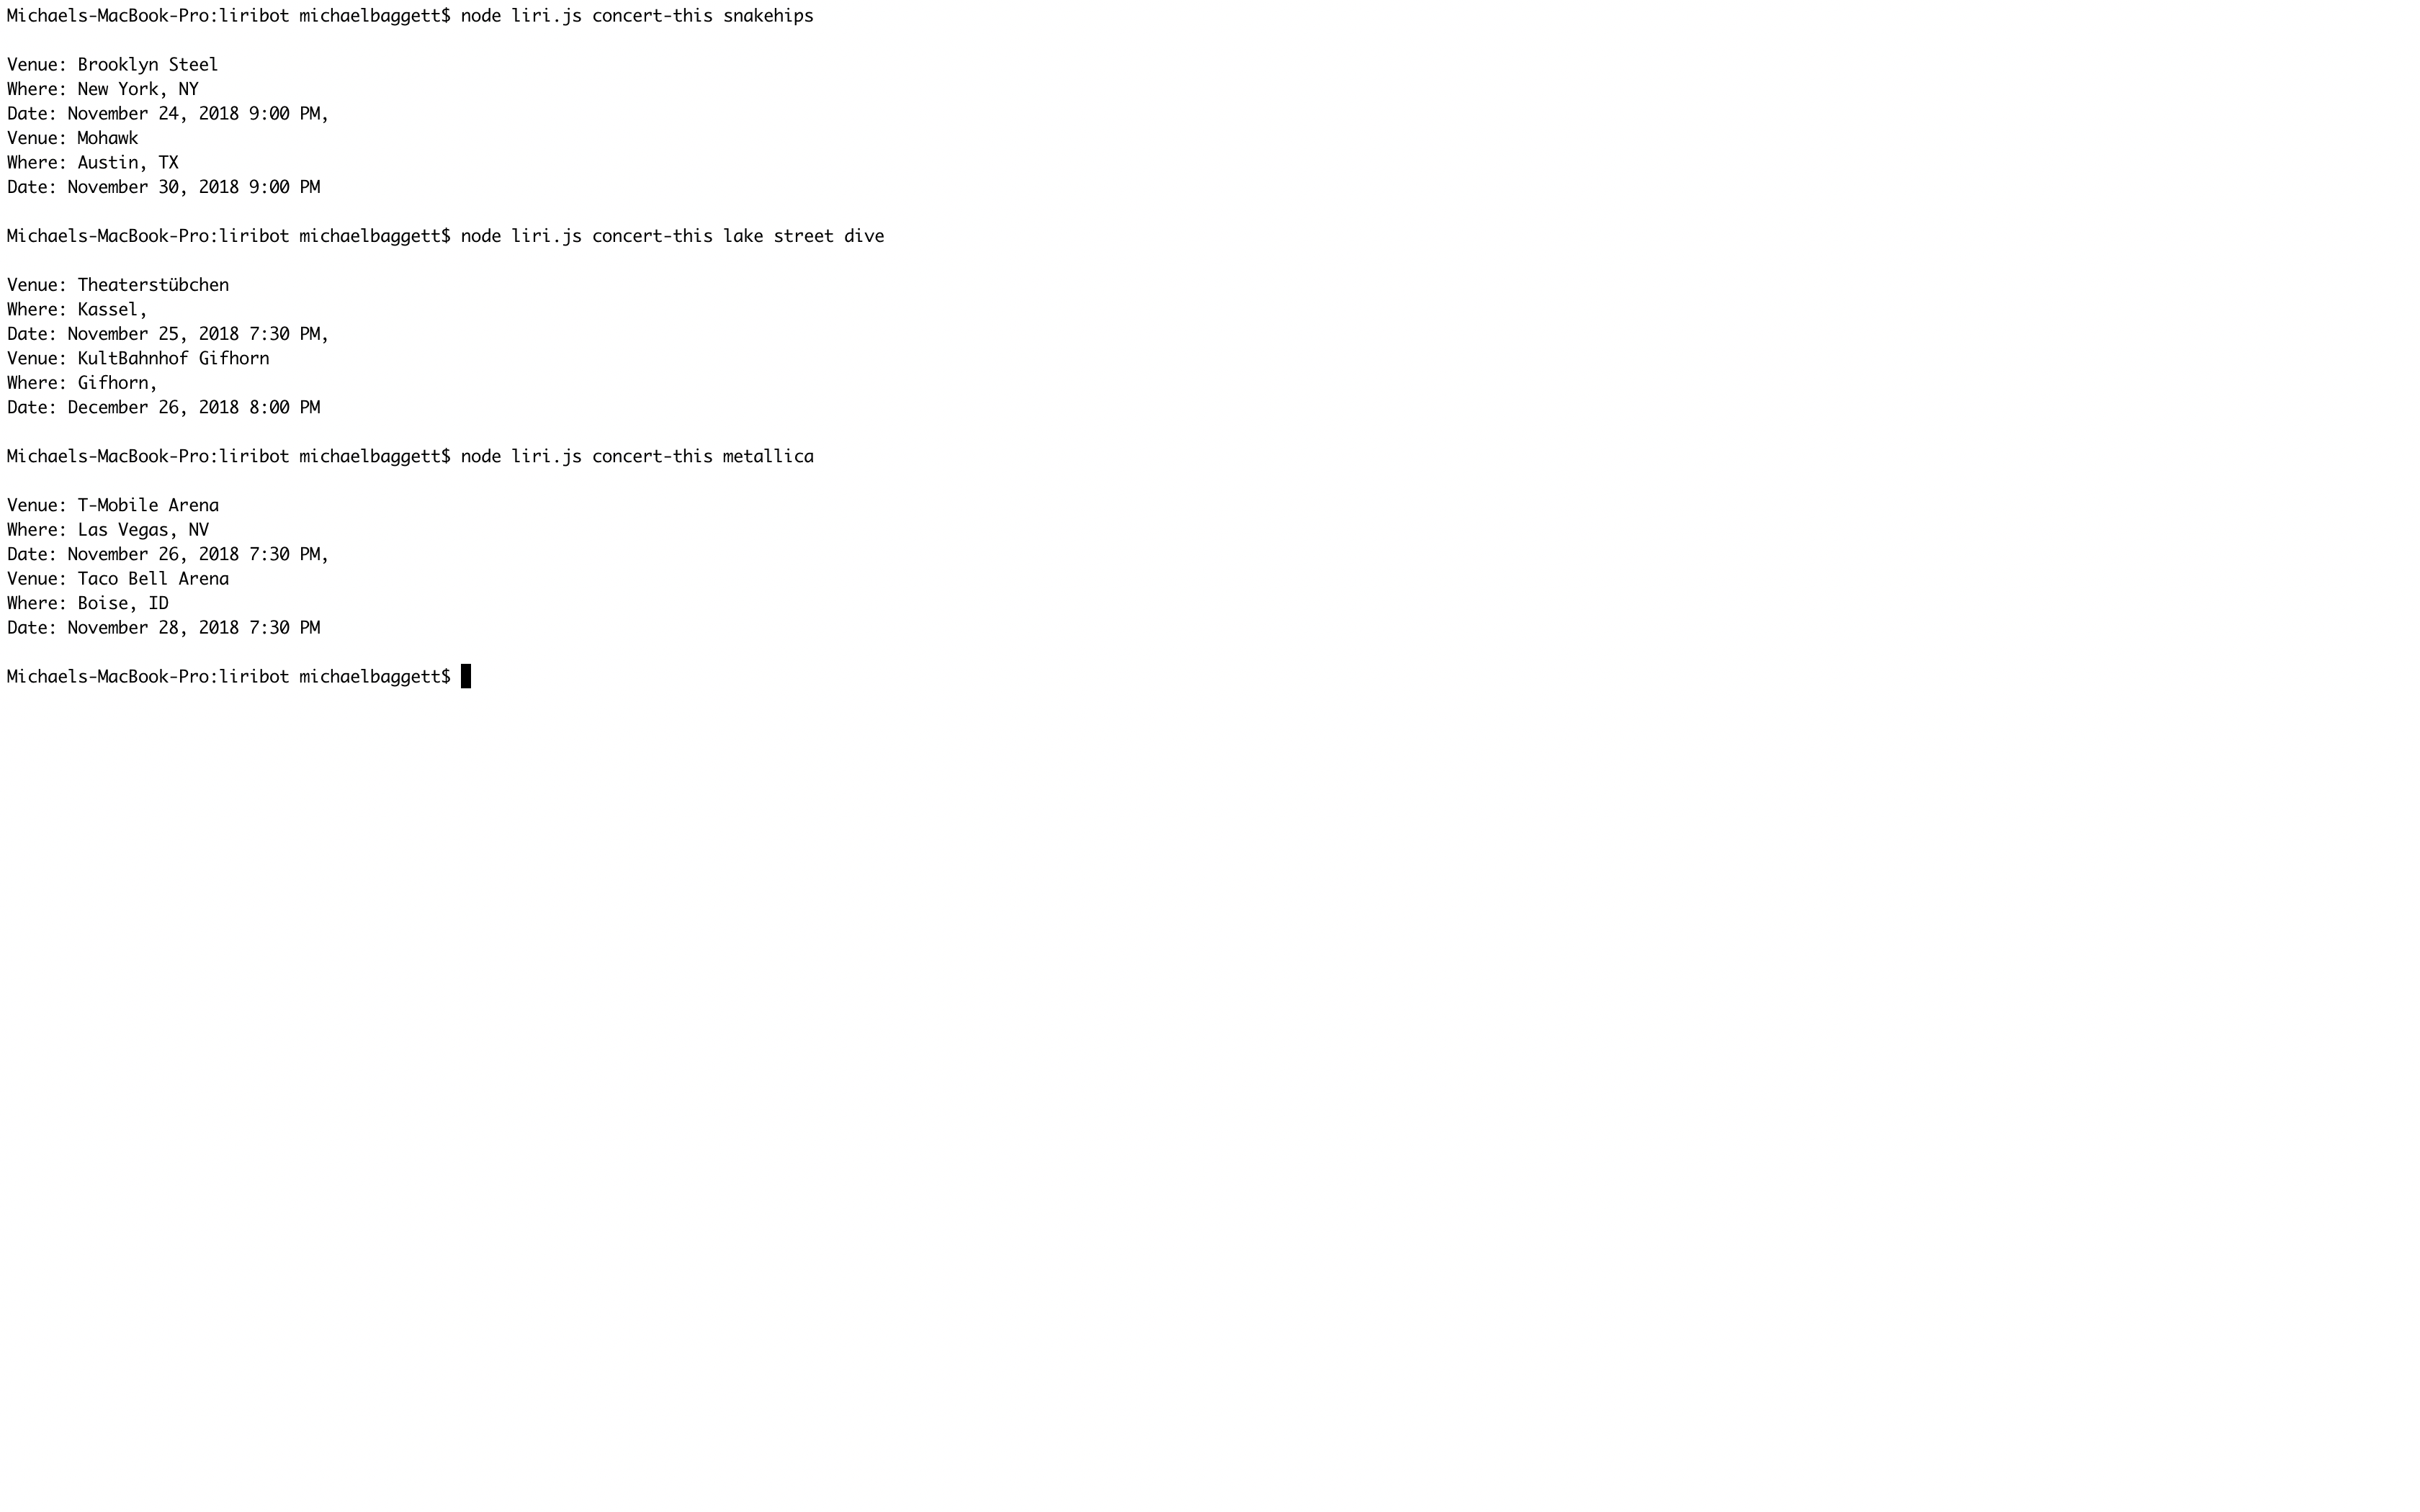 Michaels-MacBook-Pro:liribot michaelbaggett$ node liri.js concert-this snakehips
Venue: Brooklyn Steel
Where: New York, NY
Date: November 24, 2018 9:00 PM,
Venue: Mohawk
Where: Austin, TX
Date: November 30, 2018 9:00 PM
Michaels-MacBook-Pro:liribot michaelbaggett$ node liri.js concert-this lake street dive
Venue: Theaterstübchen
Where: Kassel,
Date: November 25, 2018 7:30 PM,
Venue: KultBahnhof Gifhorn
Where: Gifhorn,
Date: December 26, 2018 8:00 PM
Michaels-MacBook-Pro:liribot michaelbaggett$ node liri.js concert-this metallica
Venue: T-Mobile Arena
Where: Las Vegas, NV
Date: November 26, 2018 7:30 PM,
Venue: Taco Bell Arena
Where: Boise, ID
Date: November 28, 2018 7:30 PM
Michaels-MacBook-Pro:liribot michaelbaggett$